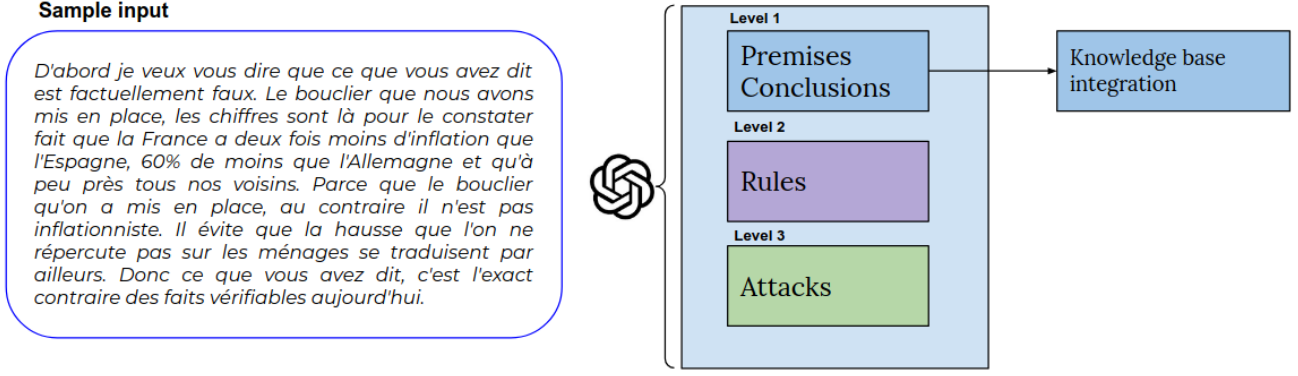 Sample input
D'abord je veux vous dire que ce que vous avez dit
est factuellement faux. Le bouclier que nous avons
mis en place, les chiffres sont là pour le constater
fait que la France a deux fois moins d'inflation que
l'Espagne, 60% de moins que l'Allemagne et qu'à
peu près tous nos voisins. Parce que le bouclier
qu'on a mis en place, au contraire il n'est pas
inflationniste. Il évite que la hausse que l'on ne
répercute pas sur les ménages se traduisent par
ailleurs. Donc ce que vous avez dit, c'est l'exact
contraire des faits vérifiables aujourd'hui.
Level 1
Premises
Conclusions
Level 2
Rules
Level 3
Attacks
Knowledge base
integration